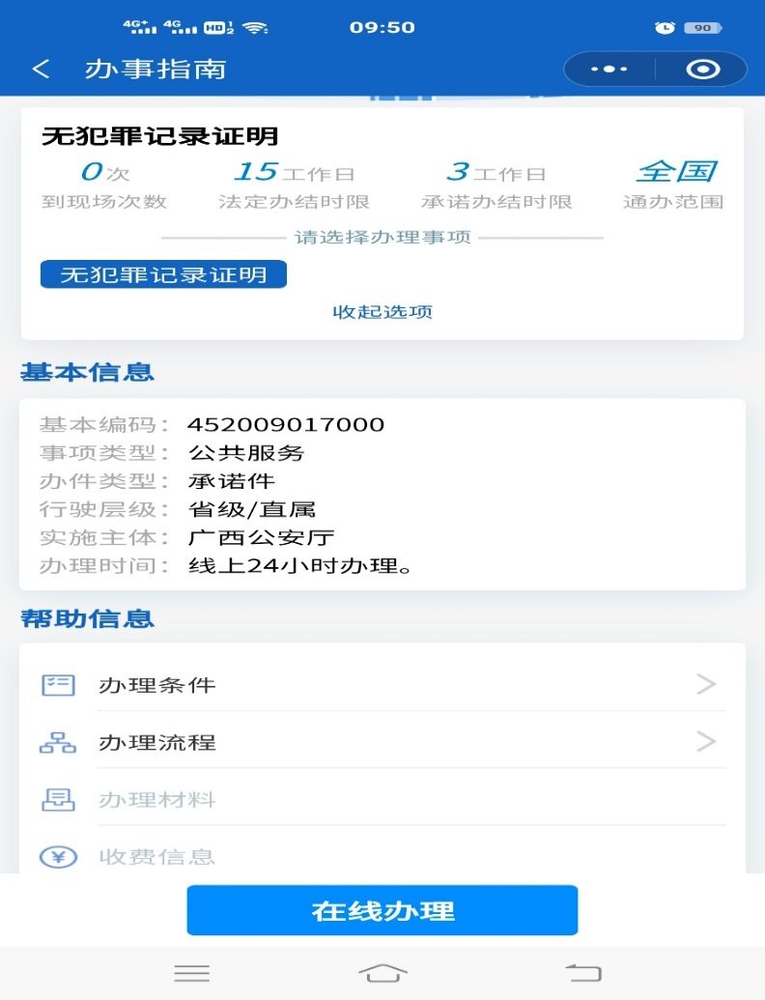 4G+ 4G HD 1 2 09:50 90
办事指南
无犯罪记录证明
0次 15工作日 3工作日 全国
到现场次数 法定办结时限 承诺办结时限 通办范围
请选择办理事项
无犯罪记录证明
收起选项
基本信息
基本编码: 452009017000
事项类型: 公共服务
办件类型: 承诺件
行驶层级: 省级/直属
实施主体: 广西公安厅
办理时间: 线上24小时办理。
帮助信息
办理条件
办理流程
办理材料
¥ 收费信息
在线办理